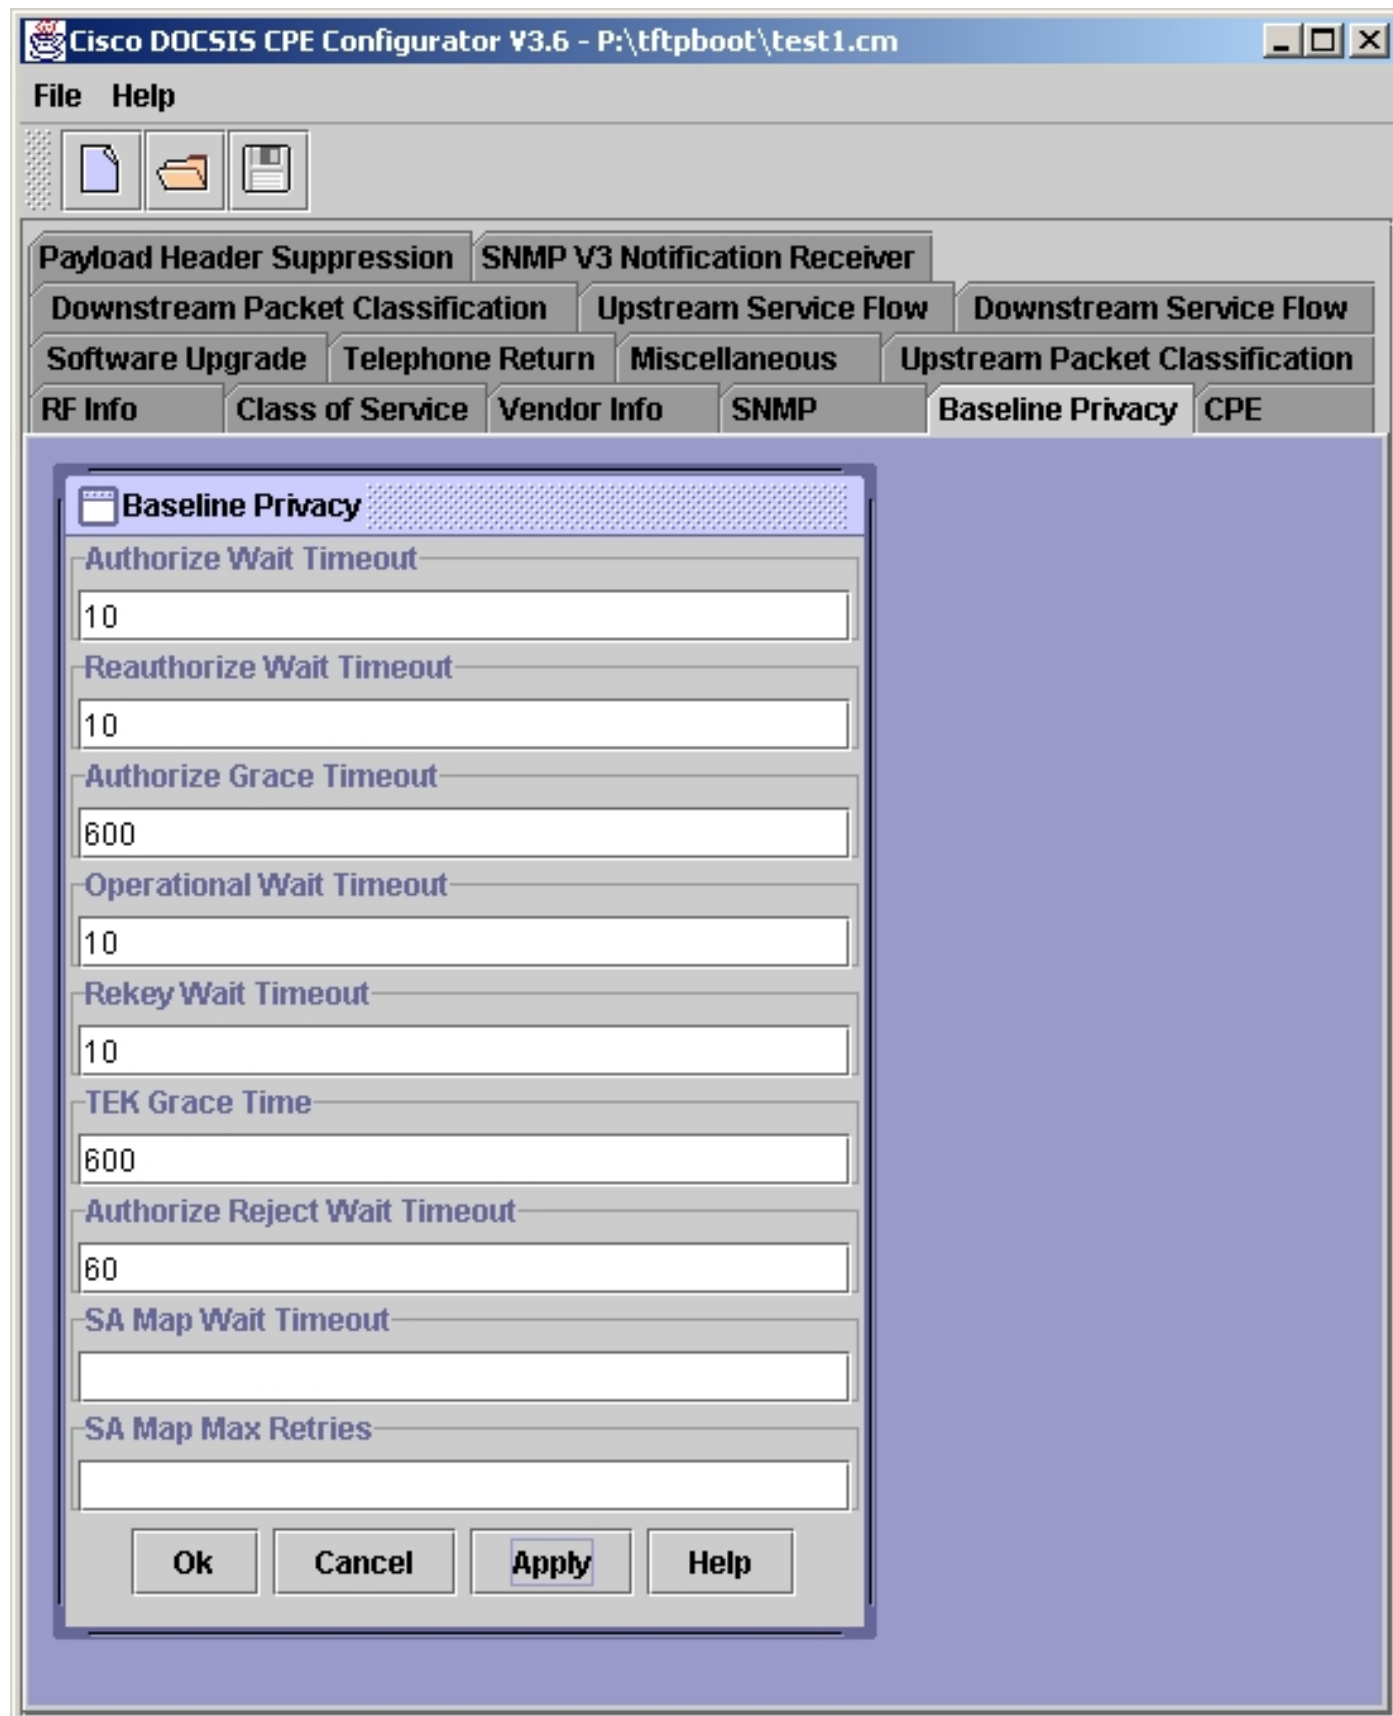 Cisco DOCSIS CPE Configurator V3.6 - P:\tftpboot\test1.cm
File Help
Payload Header Suppression SNMP V3 Notification Receiver
Downstream Packet Classification Upstream Service Flow Downstream Service Flow
Software Upgrade Telephone Return Miscellaneous Upstream Packet Classification
RF Info Class of Service Vendor Info SNMP Baseline Privacy CPE
Baseline Privacy
Authorize Wait Timeout
10
Reauthorize Wait Timeout
10
Authorize Grace Timeout
600
Operational Wait Timeout
10
Rekey Wait Timeout
10
TEK Grace Time
600
Authorize Reject Wait Timeout
60
SA Map Wait Timeout
SA Map Max Retries
Ok Cancel Apply Help